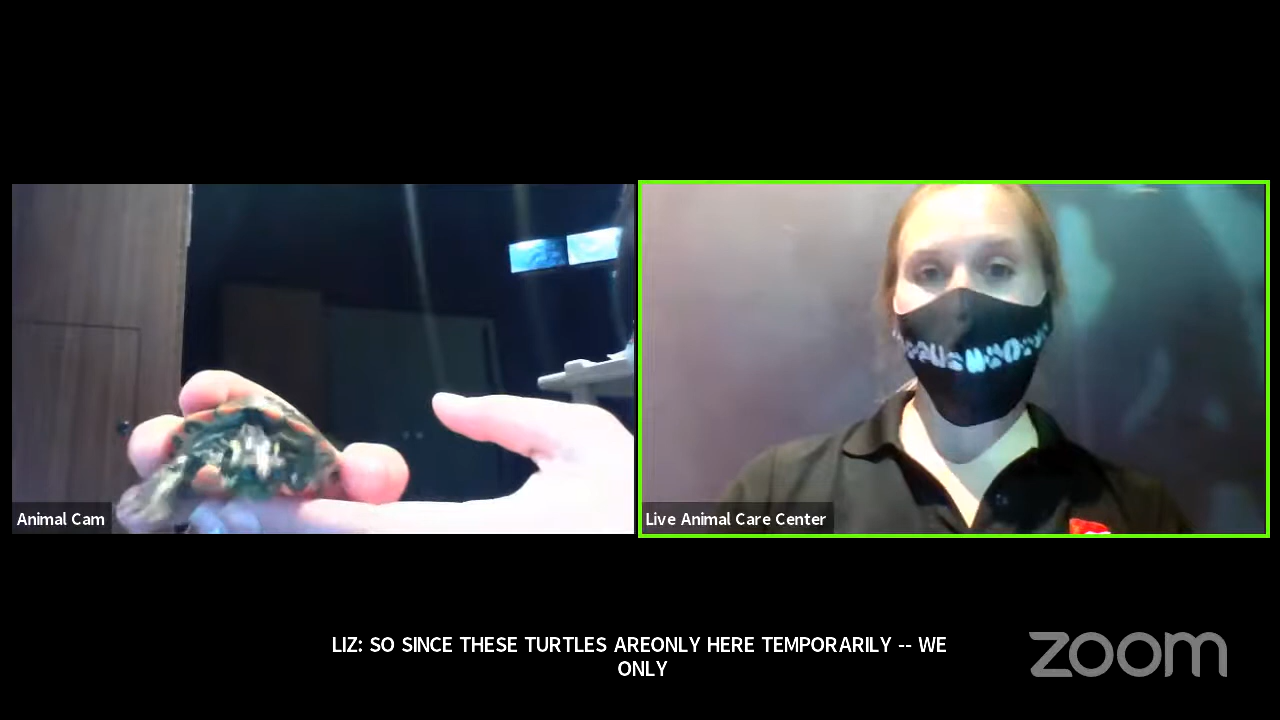 Animal Cam
Live Animal Care Center
LIZ: SO SINCE THESE TURTLES AREONLY HERE TEMPORARILY -- WE
ONLY
zoom